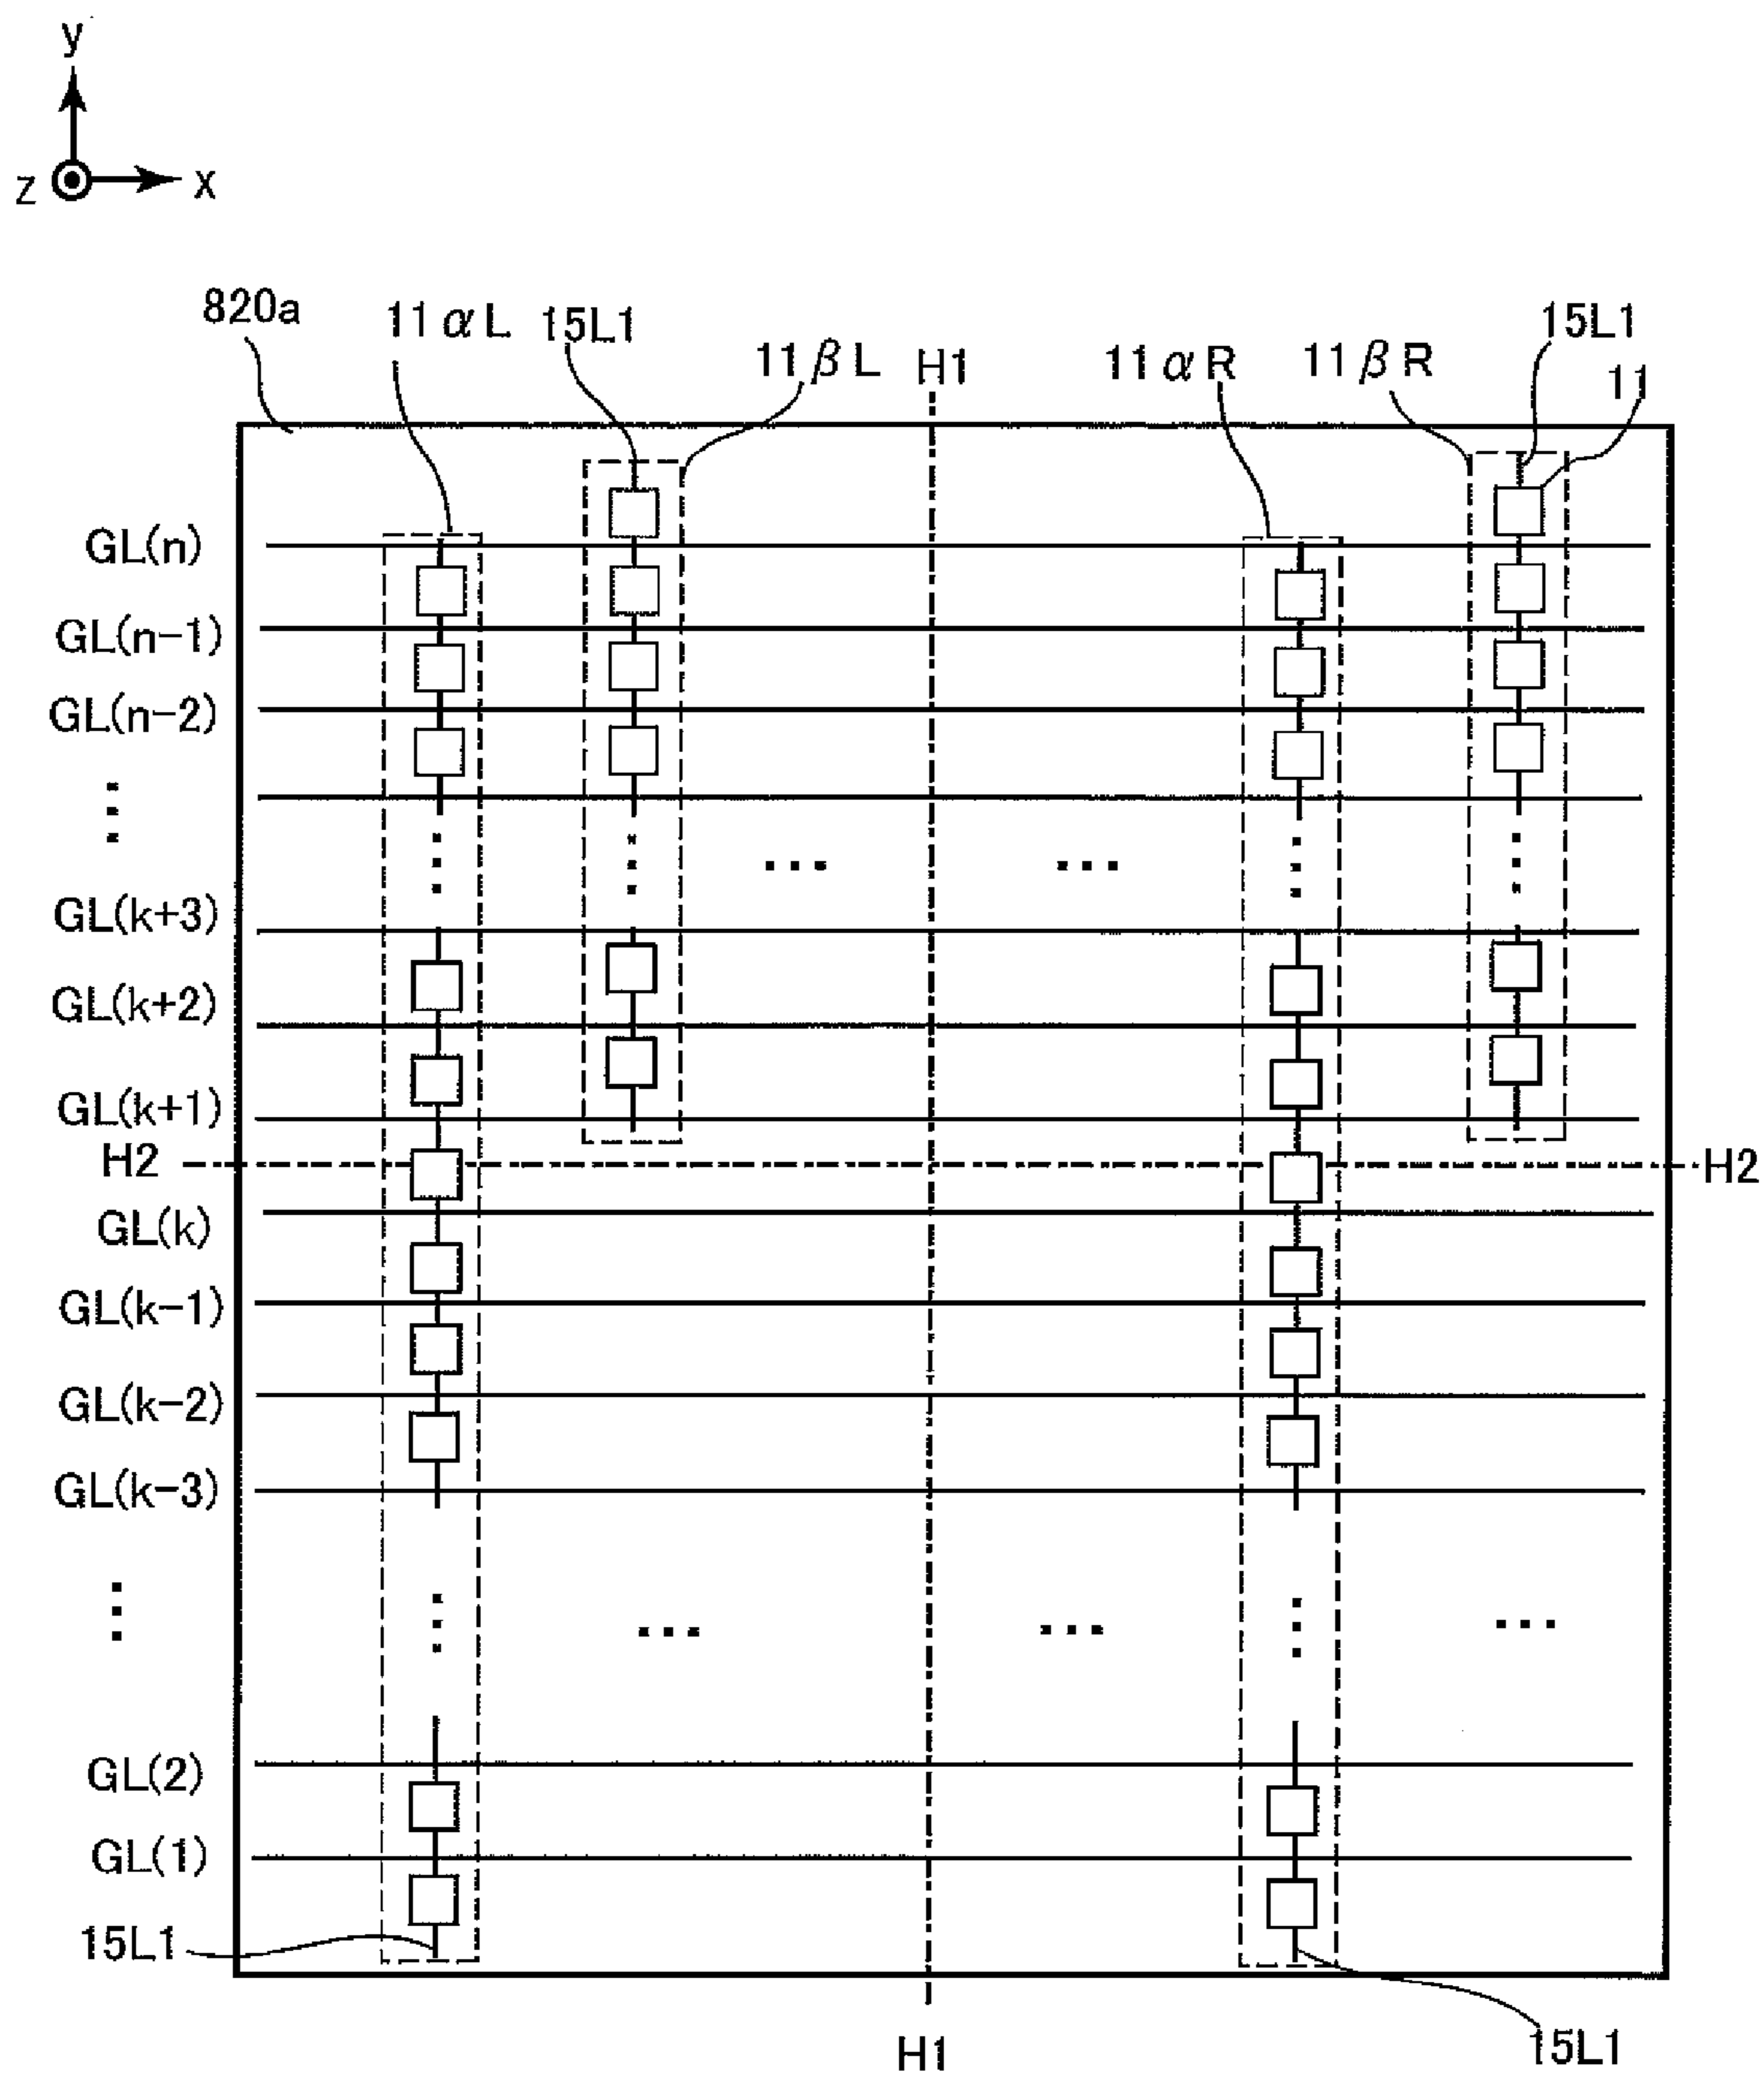 y
z
x
820a
11αL
15L1
11βL
H1
11αR
11βR
15L1
11
GL(n)
GL(n-1)
GL(n-2)
GL(k+3)
GL(k+2)
GL(k+1)
H2
H2
GL(k)
GL(k-1)
GL(k-2)
GL(k-3)
GL(2)
GL(1)
15L1
15L1
H1